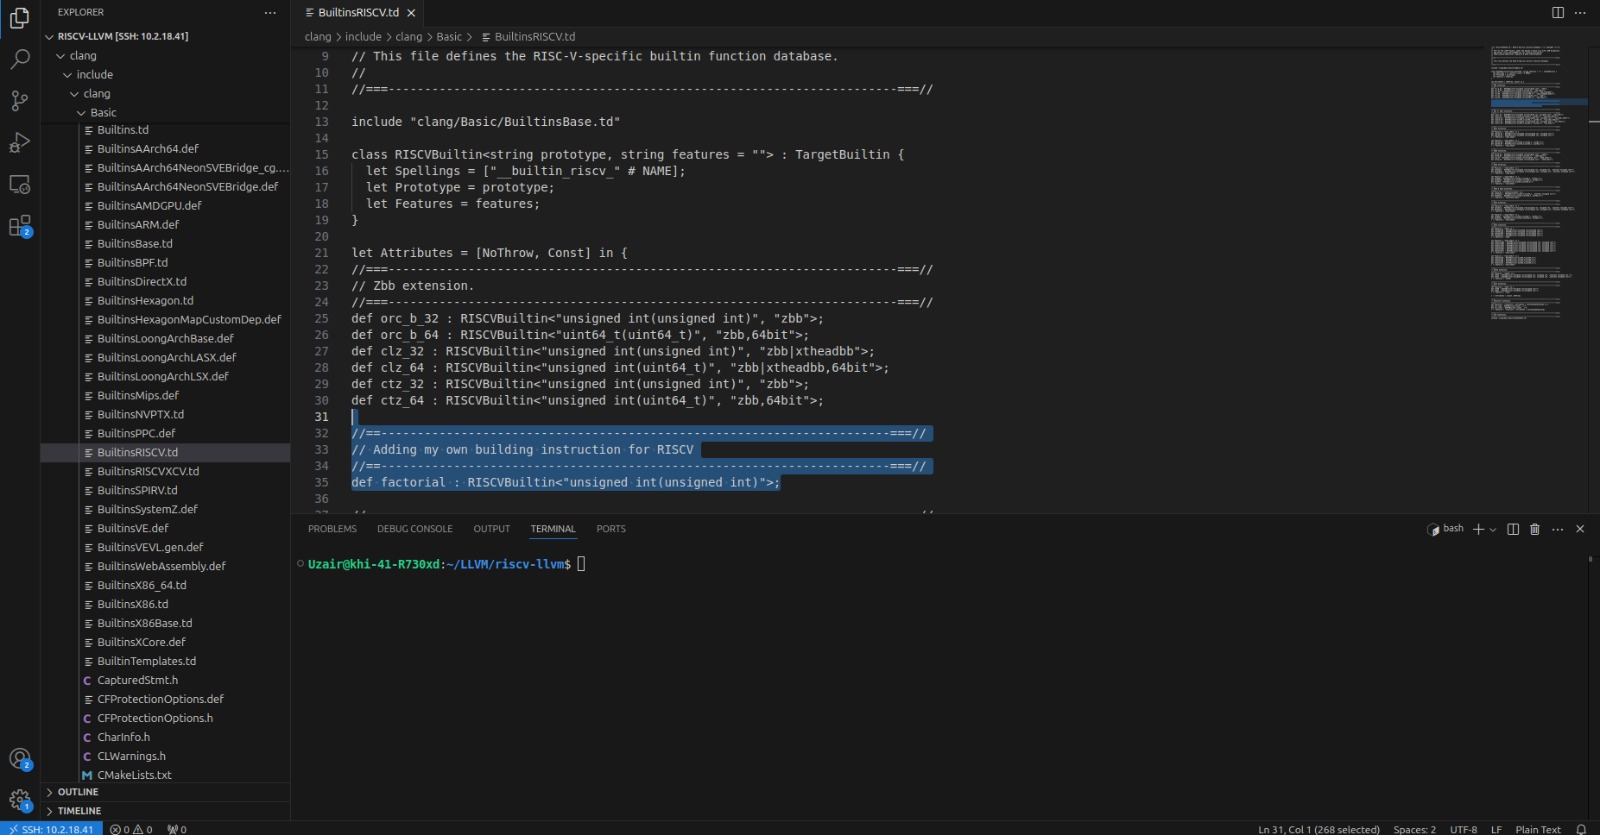 EXPLORER
RISCV-LLVM [SSH: 10.2.18.41]
clang
include
clang
Basic
Builtins.td
BuiltinsAArch64.def
BuiltinsAArch64NeonSVEBridge_cg....
BuiltinsAArch64NeonSVEBridge.def
BuiltinsAMDGPU.def
BuiltinsARM.def
BuiltinsBase.td
BuiltinsBPF.td
BuiltinsDirectX.td
BuiltinsHexagon.td
BuiltinsHexagonMapCustomDep.def
BuiltinsLoongArchBase.def
BuiltinsLoongArchLASX.def
BuiltinsLoongArchLSX.def
BuiltinsMips.def
BuiltinsNVPTX.td
BuiltinsPPC.def
BuiltinsRISCV.td
BuiltinsRISCVXCV.td
BuiltinsSPIRV.td
BuiltinsSystemZ.def
BuiltinsVE.def
BuiltinsVEVL.gen.def
BuiltinsWebAssembly.def
BuiltinsX86_64.td
BuiltinsX86.td
BuiltinsX86Base.td
BuiltinsXCore.def
BuiltinTemplates.td
CapturedStmt.h
CFProtectionOptions.def
CFProtectionOptions.h
CharInfo.h
CLWarnings.h
CMakeLists.txt
OUTLINE
TIMELINE
2
2
1
BuiltinsRISCV.td
clang > include > clang > Basic > BuiltinsRISCV.td
9 // This file defines the RISC-V-specific builtin function database.
10 //
11 //===----------------------------------------------------------------------===//
12
13 include "clang/Basic/BuiltinsBase.td"
14
15 class RISCVBuiltin<string prototype, string features = ""> : TargetBuiltin {
16 let Spellings = ["__builtin_riscv_" # NAME];
17 let Prototype = prototype;
18 let Features = features;
19 }
20
21 let Attributes = [NoThrow, Const] in {
22 //===----------------------------------------------------------------------===//
23 // Zbb extension.
24 //===----------------------------------------------------------------------===//
25 def orc_b_32 : RISCVBuiltin<"unsigned int(unsigned int)", "zbb">;
26 def orc_b_64 : RISCVBuiltin<"uint64_t(uint64_t)", "zbb,64bit">;
27 def clz_32 : RISCVBuiltin<"unsigned int(unsigned int)", "zbb|xtheadbb">;
28 def clz_64 : RISCVBuiltin<"unsigned int(uint64_t)", "zbb|xtheadbb,64bit">;
29 def ctz_32 : RISCVBuiltin<"unsigned int(unsigned int)", "zbb">;
30 def ctz_64 : RISCVBuiltin<"unsigned int(uint64_t)", "zbb,64bit">;
31
32 //==----------------------------------------------------------------------===//
33 // Adding my own building instruction for RISCV
34 //==----------------------------------------------------------------------===//
35 def factorial : RISCVBuiltin<"unsigned int(unsigned int)">;
36
PROBLEMS DEBUG CONSOLE OUTPUT TERMINAL PORTS
bash
Uzair@khi-41-R730xd:~/LLVM/riscv-llvm$
SSH: 10.2.18.41 0 0 0 Ln 31, Col 1 (268 selected) Spaces: 2 UTF-8 LF Plain Text